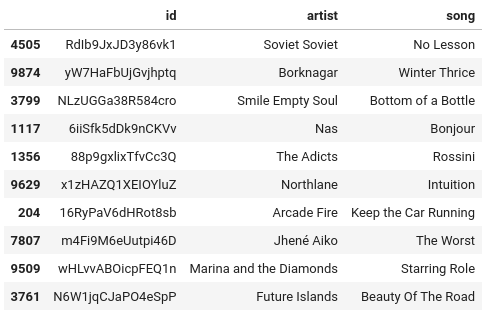 id artist song
4505 RdIb9JxJD3y86vk1 Soviet Soviet No Lesson
9874 yW7HaFbUjGvjhptq Borknagar Winter Thrice
3799 NLzUGGa38R584cro Smile Empty Soul Bottom of a Bottle
1117 6iiSfk5dDk9nCKVv Nas Bonjour
1356 88p9gxlixTfvCc3Q The Adicts Rossini
9629 x1zHAZQ1XEIOYluZ Northlane Intuition
204 16RyPaV6dHRot8sb Arcade Fire Keep the Car Running
7807 m4Fi9M6eUutpi46D Jhené Aiko The Worst
9509 wHLvvABOicpFEQ1n Marina and the Diamonds Starring Role
3761 N6W1jqCJaPO4eSpP Future Islands Beauty Of The Road